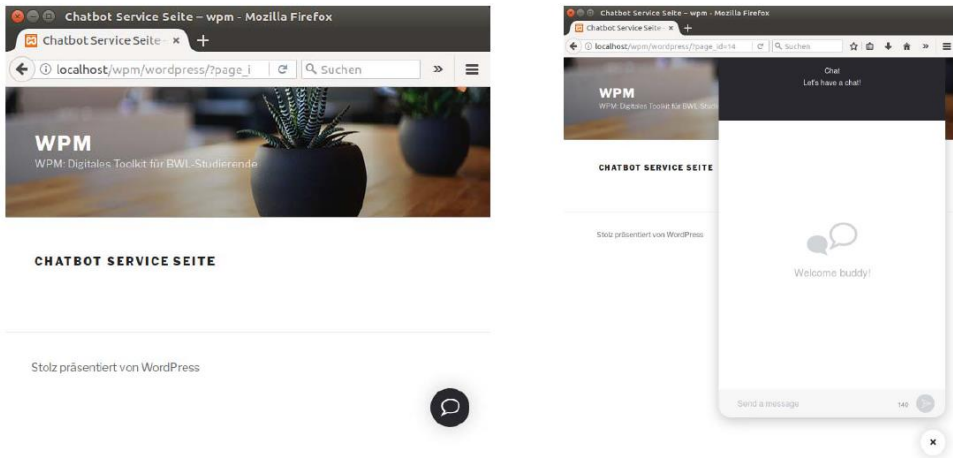 Chatbot Service Seite – wpm - Mozilla Firefox
Chatbot Service Seite - × +
localhost/wpm/wordpress/?page_i Suchen »
WPM
WPM: Digitales Toolkit für BWL-Studierende
CHATBOT SERVICE SEITE
Stolz präsentiert von WordPress
Chatbot Service Seite – wpm - Mozilla Firefox
Chatbot Service Seite - × +
localhost/wpm/wordpress/?page_id=14 Suchen »
Chat
Let's have a chat!
WPM
WPM: Digitales Toolkit für BWL-Studie
CHATBOT SERVICE SEITE
Stolz präsentiert von WordPress
Welcome buddy!
Send a message 140
×